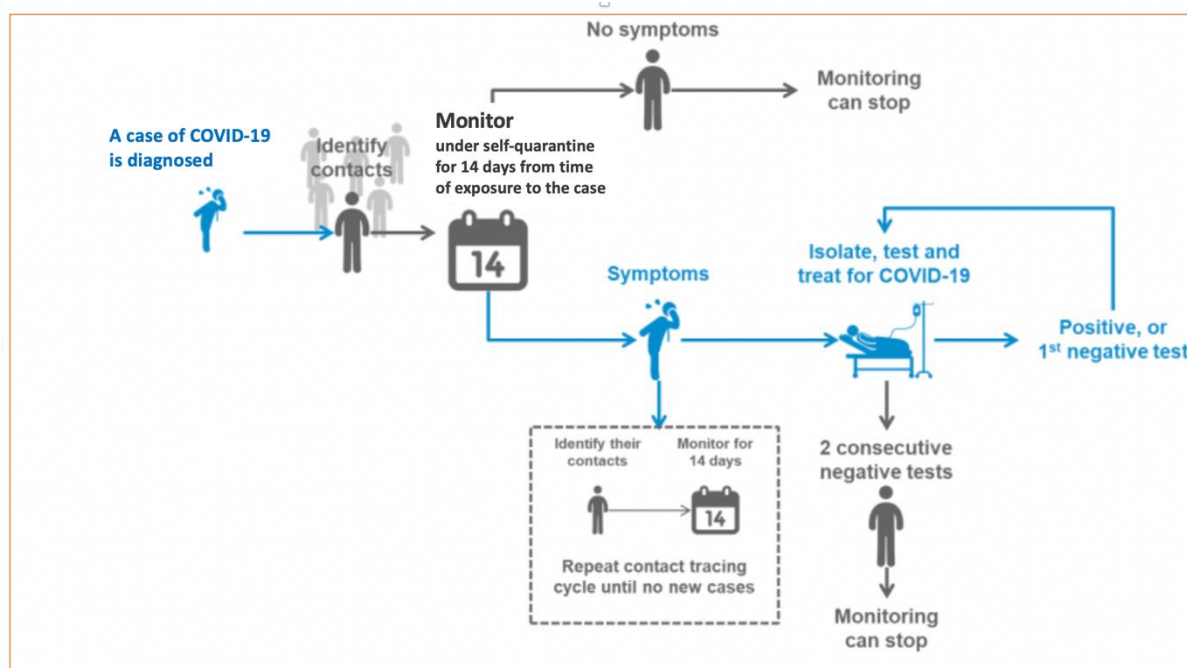 No symptoms
Monitoring
can stop
A case of COVID-19
is diagnosed
Identify
contacts
Monitor
under self-quarantine
for 14 days from time
of exposure to the case
14
Symptoms
Isolate, test and
treat for COVID-19
Positive, or
1st negative test
Identify their
contacts
Monitor for
14 days
14
Repeat contact tracing
cycle until no new cases
2 consecutive
negative tests
Monitoring
can stop